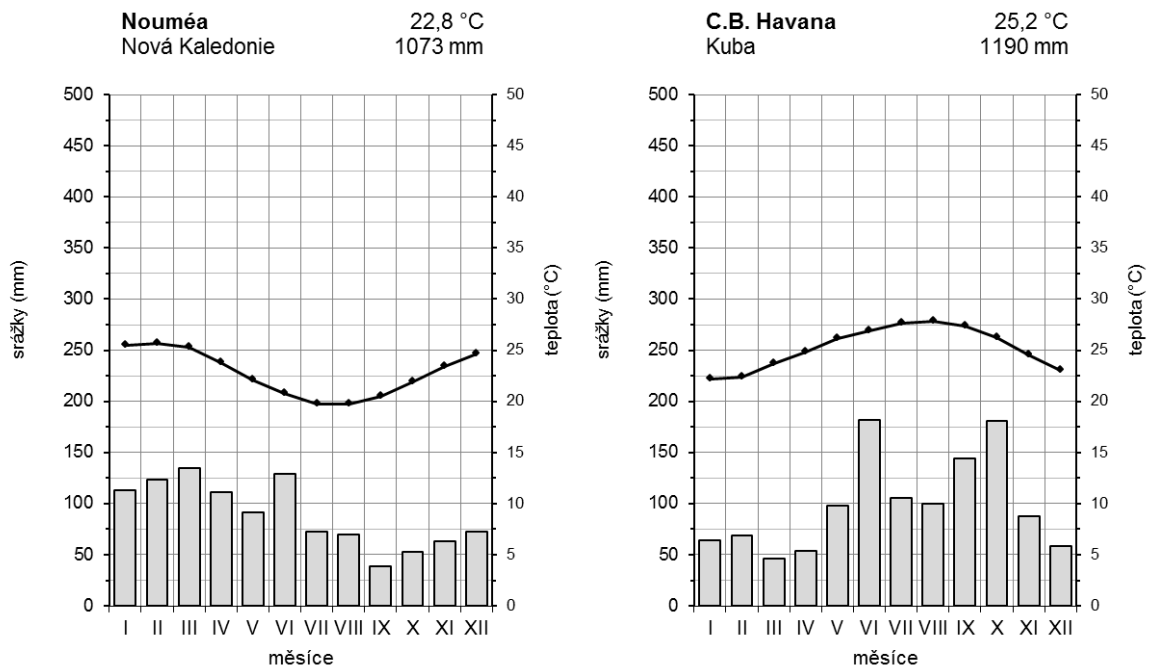 Nouméa 22,8 °C
Nová Kaledonie 1073 mm
500 50
450 45
400 40
350 35
300 30
250 25
200 20
150 15
100 10
50 5
0 0
srážky (mm)
teplota (°C)
I II III IV V VI VII VIII IX X XI XII
měsíce
C.B. Havana 25,2 °C
Kuba 1190 mm
500 50
450 45
400 40
350 35
300 30
250 25
200 20
150 15
100 10
50 5
0 0
srážky (mm)
teplota (°C)
I II III IV V VI VII VIII IX X XI XII
měsíce